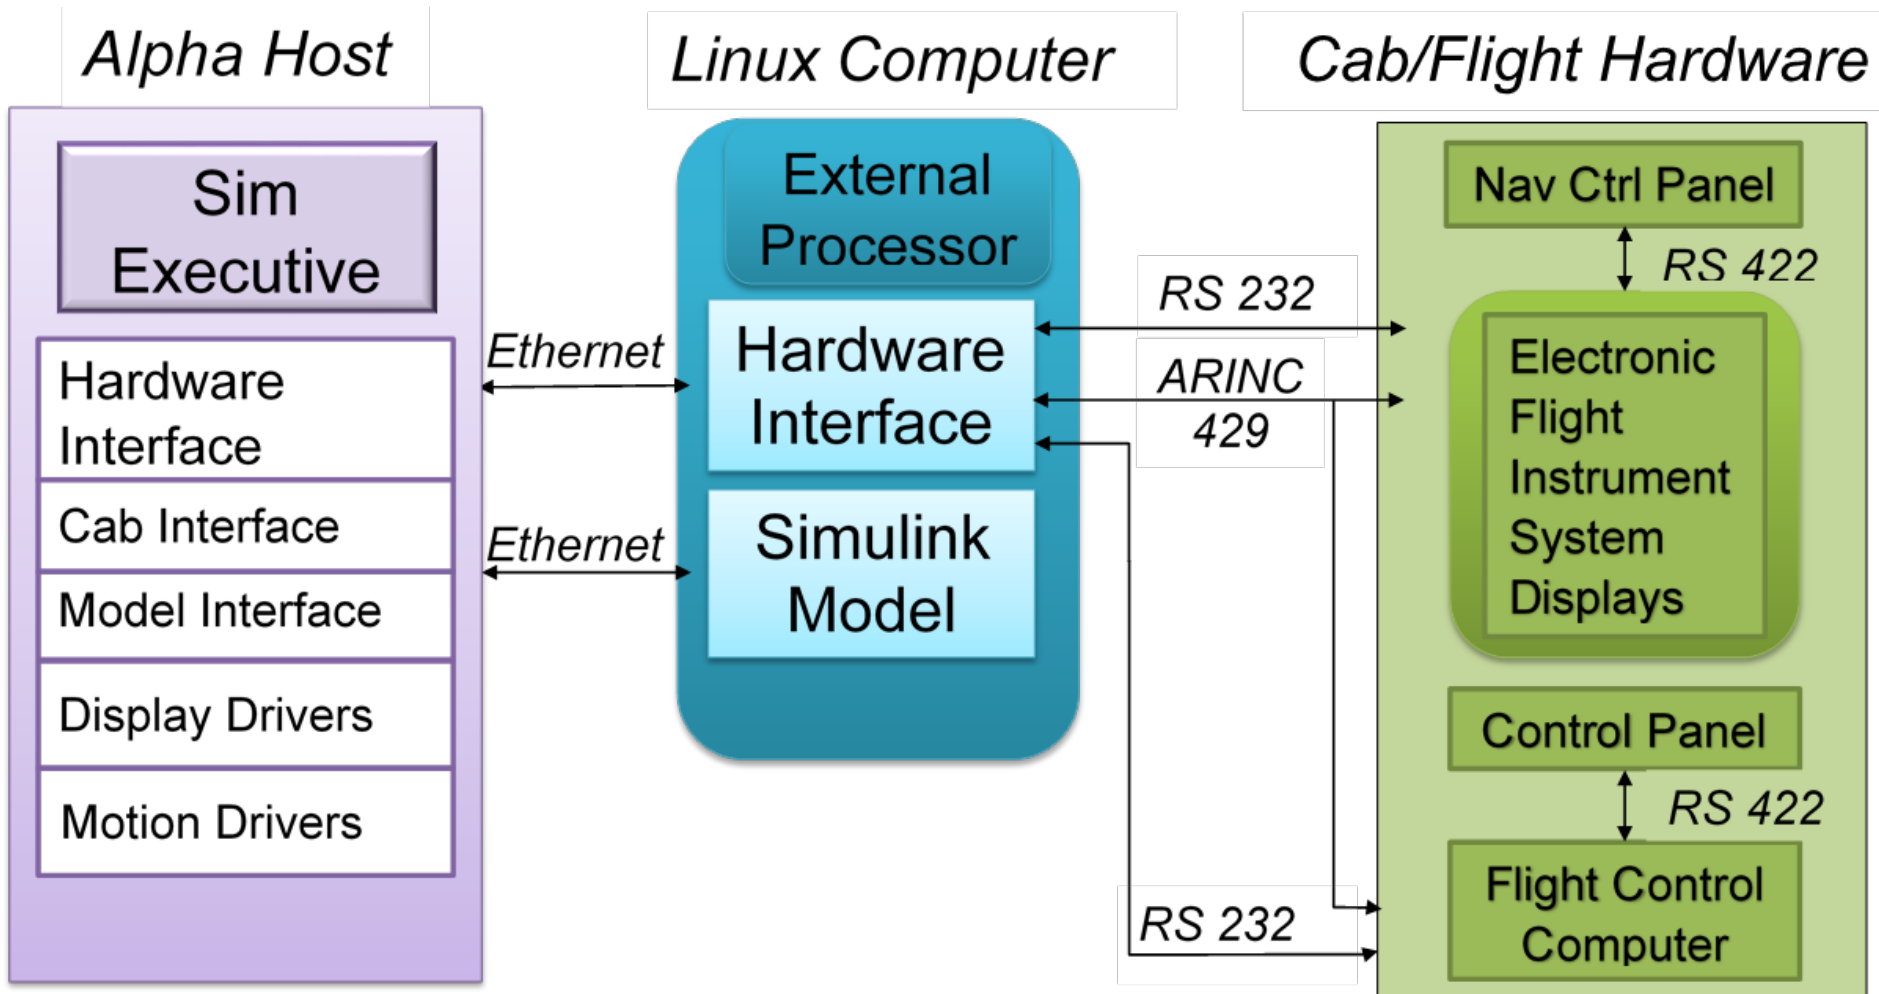 Alpha Host
Sim
Executive
Hardware
Interface
Cab Interface
Model Interface
Display Drivers
Motion Drivers
Ethernet
Ethernet
Linux Computer
External
Processor
Hardware
Interface
Simulink
Model
RS 232
ARINC
429
RS 232
Cab/Flight Hardware
Nav Ctrl Panel
RS 422
Electronic
Flight
Instrument
System
Displays
Control Panel
RS 422
Flight Control
Computer